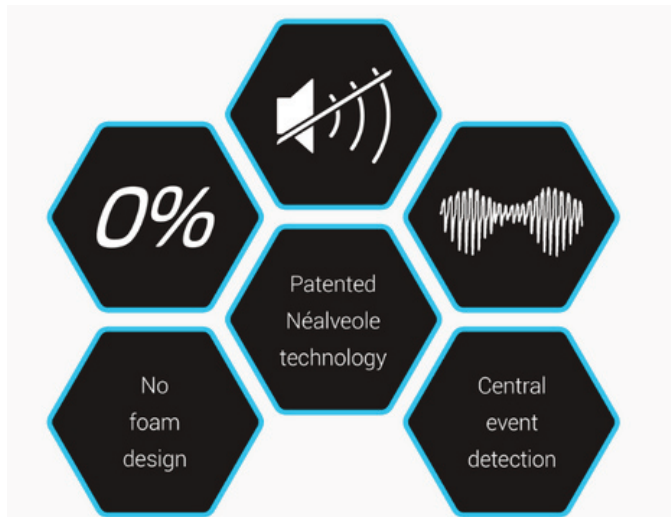 0%
Patented
Néalveole
technology
No
foam
design
Central
event
detection